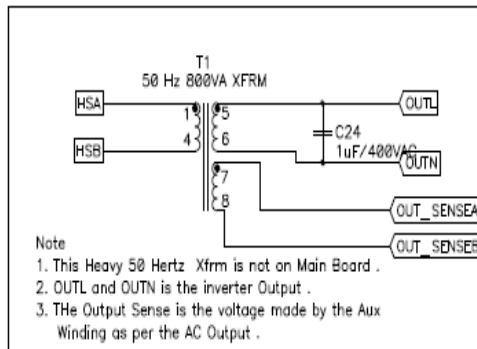 T1
50 Hz 800VA XFRM
HSA
1
5
OUTL
4
6
C24
1uF/400VAC
HSB
OUTN
7
8
OUT_SENSEA
OUT_SENSEB
Note
1. This Heavy 50 Hertz Xfrm is not on Main Board .
2. OUTL and OUTN is the inverter Output .
3. THe Output Sense is the voltage made by the Aux
Winding as per the AC Output .